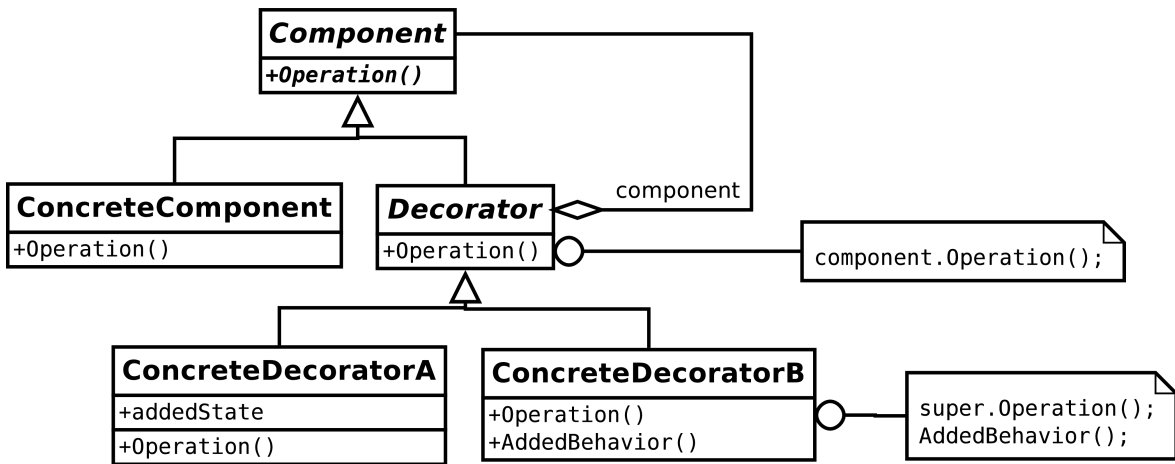 Component
+Operation()
ConcreteComponent
+Operation()
Decorator
+Operation()
component
component.Operation();
ConcreteDecoratorA
+addedState
+Operation()
ConcreteDecoratorB
+Operation()
+AddedBehavior()
super.Operation();
AddedBehavior();